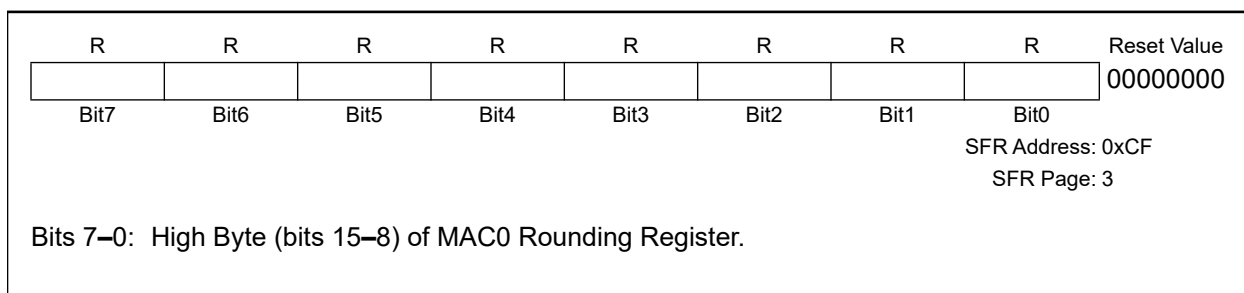 R R R R R R R R Reset Value
00000000
Bit7 Bit6 Bit5 Bit4 Bit3 Bit2 Bit1 Bit0
SFR Address: 0xCF
SFR Page: 3
Bits 7–0: High Byte (bits 15–8) of MAC0 Rounding Register.